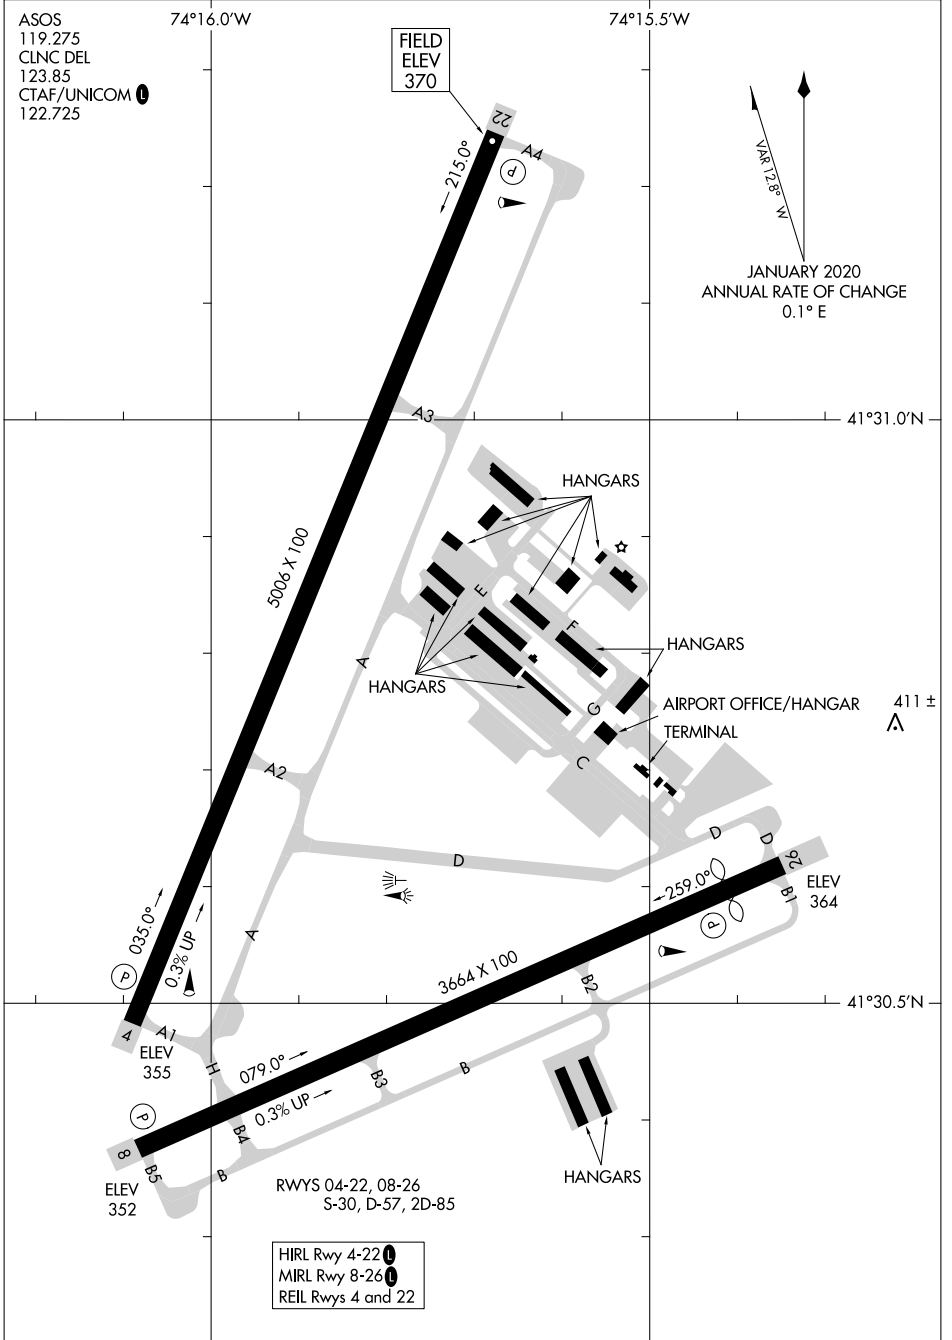 ASOS
119.275
CLNC DEL
123.85
CTAF/UNICOM L
122.725
74°16.0'W
74°15.5'W
FIELD
ELEV
370
22
A4
P
215.0°
VAR 12.8° W
JANUARY 2020
ANNUAL RATE OF CHANGE
0.1° E
A3
41°31.0'N
HANGARS
5006 X 100
E
F
A
HANGARS
HANGARS
G
AIRPORT OFFICE/HANGAR
411 ±
TERMINAL
C
A2
D
D
D
26
259.0°
ELEV
364
B1
P
035.0°
0.3% UP
A
P
3664 X 100
B2
41°30.5'N
4
A1
ELEV
355
H
079.0°
0.3% UP
B3
B
P
B4
8
B5
B
HANGARS
ELEV
352
RWYS 04-22, 08-26
S-30, D-57, 2D-85
HIRL Rwy 4-22 L
MIRL Rwy 8-26 L
REIL Rwys 4 and 22